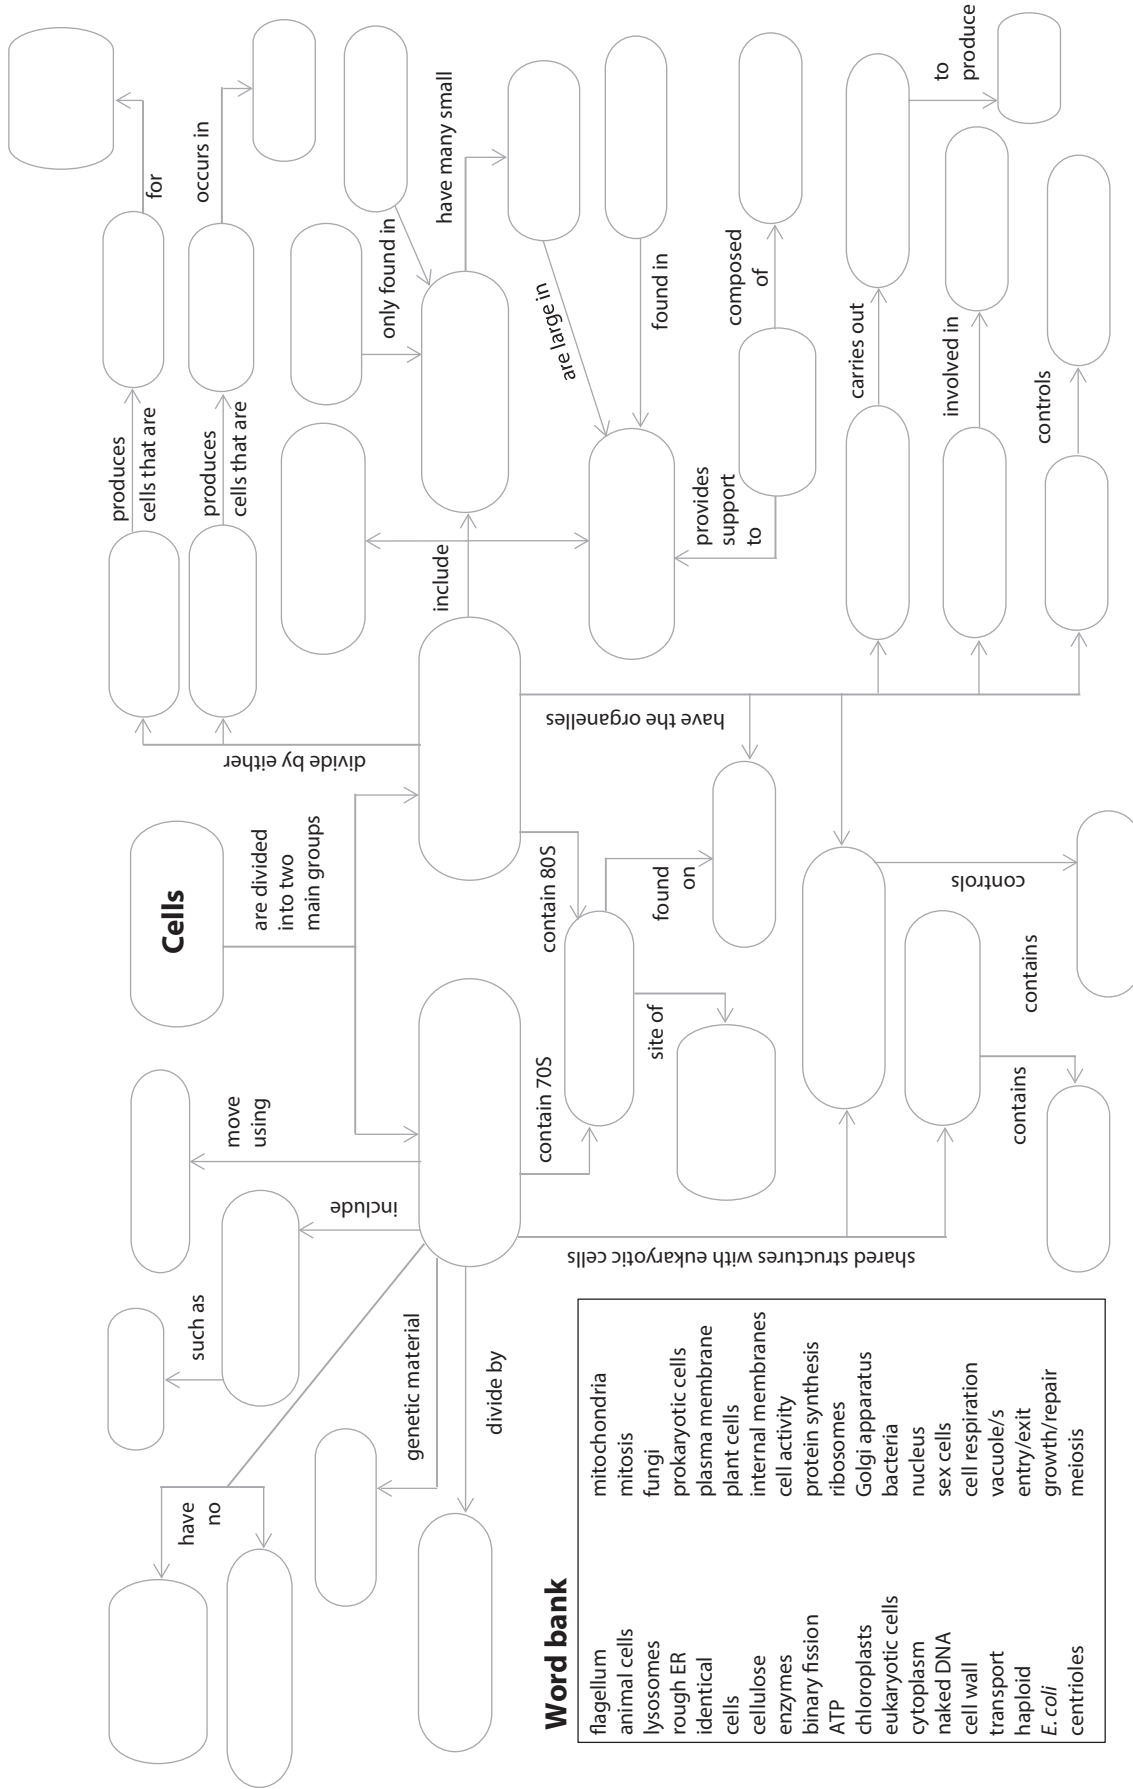 Cells
are divided
into two
main groups
divide by either
produces
cells that are
for
produces
cells that are
occurs in
include
only found in
have many small
are large in
found in
provides
support
to
composed
of
have the organelles
carries out
to
produce
involved in
controls
move
using
include
such as
have
no
genetic material
divide by
contain 70S
contain 80S
site of
found
on
shared structures with eukaryotic cells
controls
contains
contains
Word bank
flagellum
animal cells
lysosomes
rough ER
identical
cells
cellulose
enzymes
binary fission
ATP
chloroplasts
eukaryotic cells
cytoplasm
naked DNA
cell wall
transport
haploid
E.coli
centrioles
mitochondria
mitosis
fungi
prokaryotic cells
plasma membrane
plant cells
internal membranes
cell activity
protein synthesis
ribosomes
Golgi apparatus
bacteria
nucleus
sex cells
cell respiration
vacuole/s
entry/exit
growth/repair
meiosis